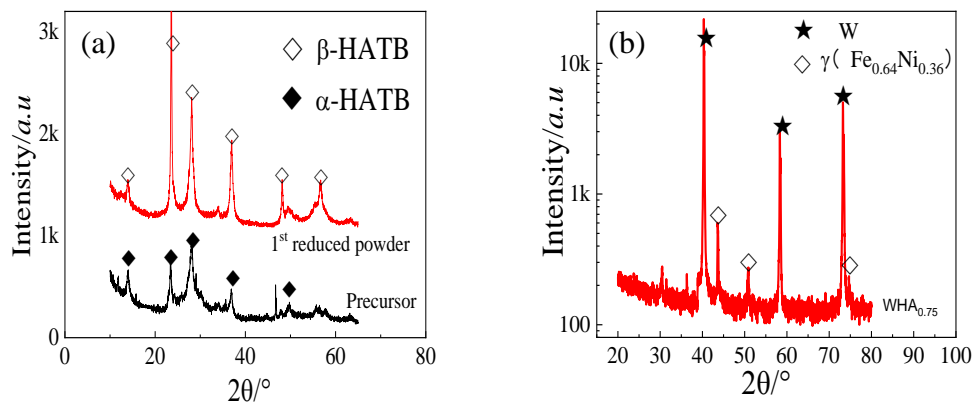 (a)
◇ β-HATB
◆ α-HATB
1st reduced powder
Precursor
Intensity/a.u
3k
2k
1k
0
0 20 40 60 80
2θ/°
(b)
★ W
◇ γ( Fe0.64Ni0.36)
WHA0.75
Intensity/a.u
10k
1k
100
20 30 40 50 60 70 80 90 100
2θ/°